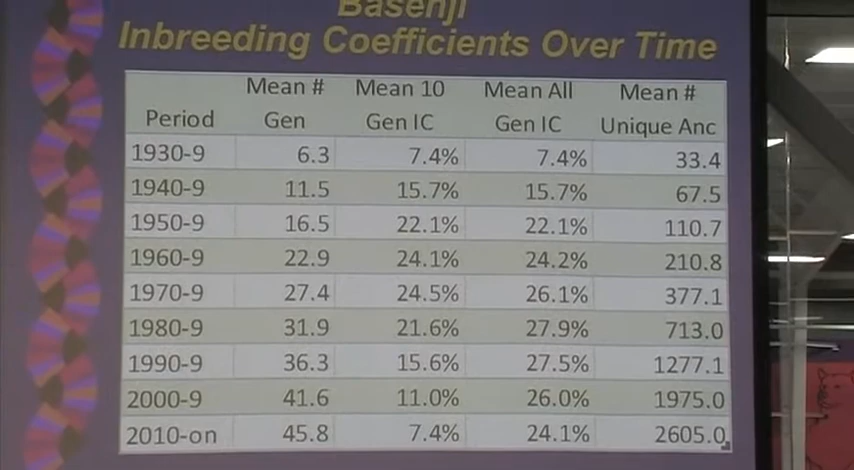 Basenji
Inbreeding Coefficients Over Time
Mean # Mean 10 Mean All Mean #
Period Gen Gen IC Gen IC Unique Anc
1930-9 6.3 7.4% 7.4% 33.4
1940-9 11.5 15.7% 15.7% 67.5
1950-9 16.5 22.1% 22.1% 110.7
1960-9 22.9 24.1% 24.2% 210.8
1970-9 27.4 24.5% 26.1% 377.1
1980-9 31.9 21.6% 27.9% 713.0
1990-9 36.3 15.6% 27.5% 1277.1
2000-9 41.6 11.0% 26.0% 1975.0
2010-on 45.8 7.4% 24.1% 2605.0